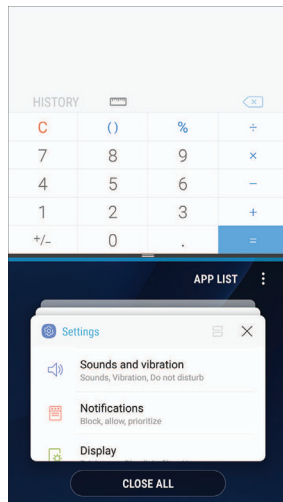 HISTORY
C () % ÷
7 8 9 ×
4 5 6 −
1 2 3 +
+/− 0 . =
APP LIST
Settings
Sounds and vibration
Sounds, Vibration, Do not disturb
Notifications
Block, allow, prioritize
Display
CLOSE ALL